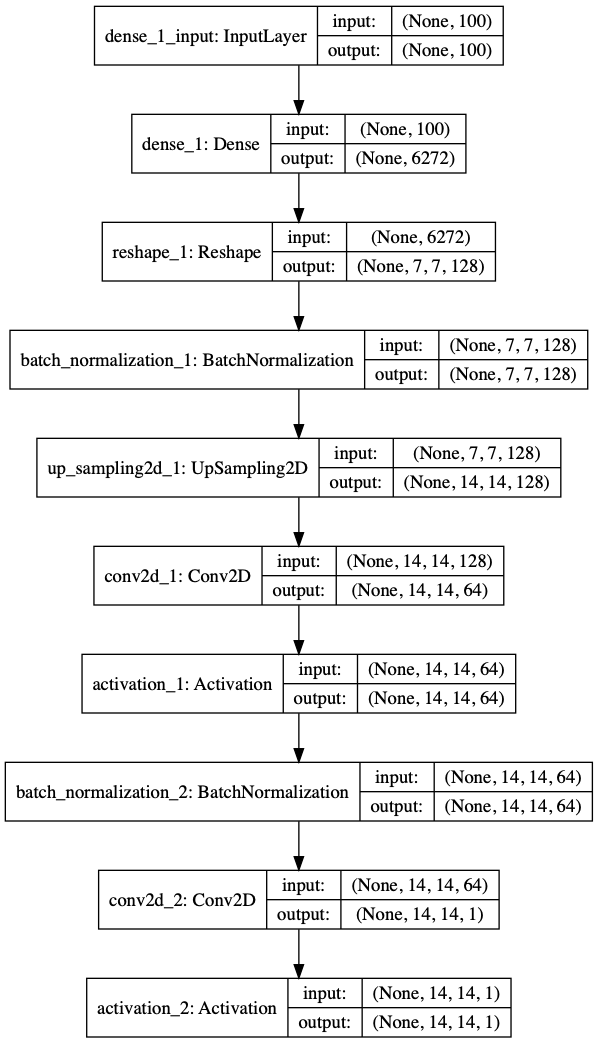 dense_1_input: InputLayer
input: (None, 100)
output: (None, 100)
dense_1: Dense
input: (None, 100)
output: (None, 6272)
reshape_1: Reshape
input: (None, 6272)
output: (None, 7, 7, 128)
batch_normalization_1: BatchNormalization
input: (None, 7, 7, 128)
output: (None, 7, 7, 128)
up_sampling2d_1: UpSampling2D
input: (None, 7, 7, 128)
output: (None, 14, 14, 128)
conv2d_1: Conv2D
input: (None, 14, 14, 128)
output: (None, 14, 14, 64)
activation_1: Activation
input: (None, 14, 14, 64)
output: (None, 14, 14, 64)
batch_normalization_2: BatchNormalization
input: (None, 14, 14, 64)
output: (None, 14, 14, 64)
conv2d_2: Conv2D
input: (None, 14, 14, 64)
output: (None, 14, 14, 1)
activation_2: Activation
input: (None, 14, 14, 1)
output: (None, 14, 14, 1)